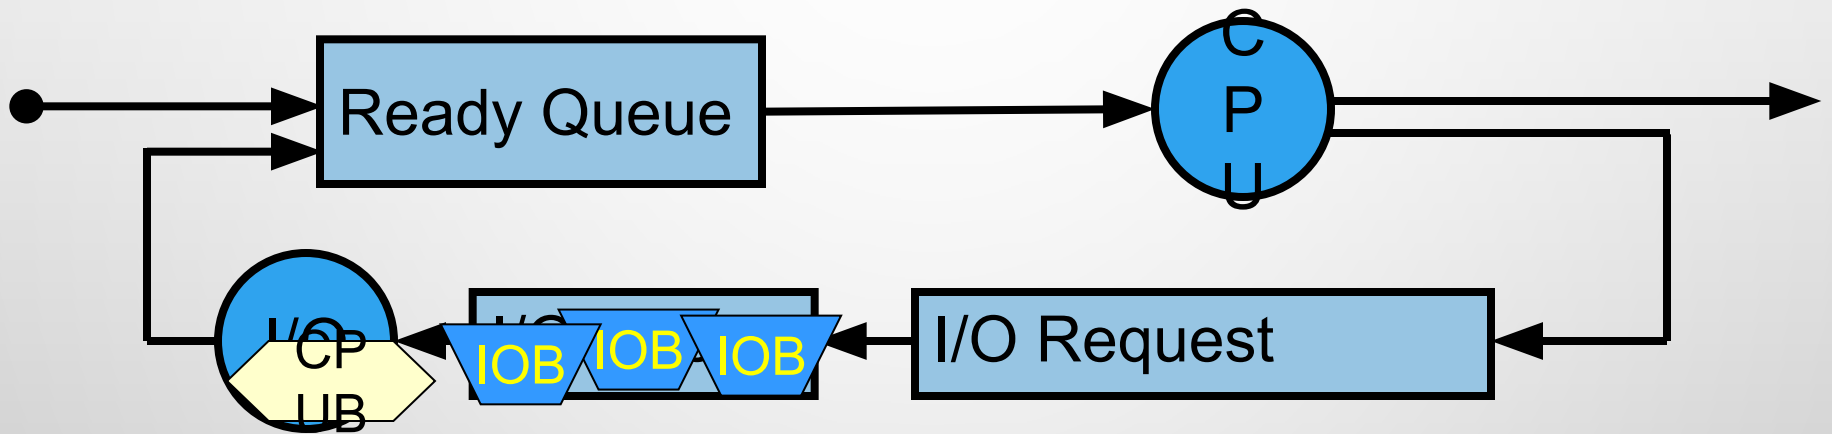 Ready Queue
C
P
U
I/O
CP
UB
IOB
IOB
IOB
I/O Request